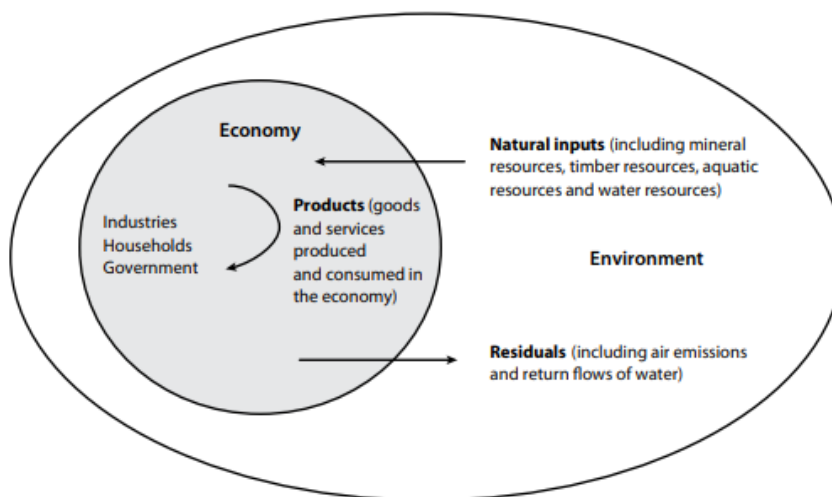 Economy
Natural inputs (including mineral
resources, timber resources, aquatic
resources and water resources)
Industries
Households
Government
Products (goods
and services
produced
and consumed in
the economy)
Environment
Residuals (including air emissions
and return flows of water)